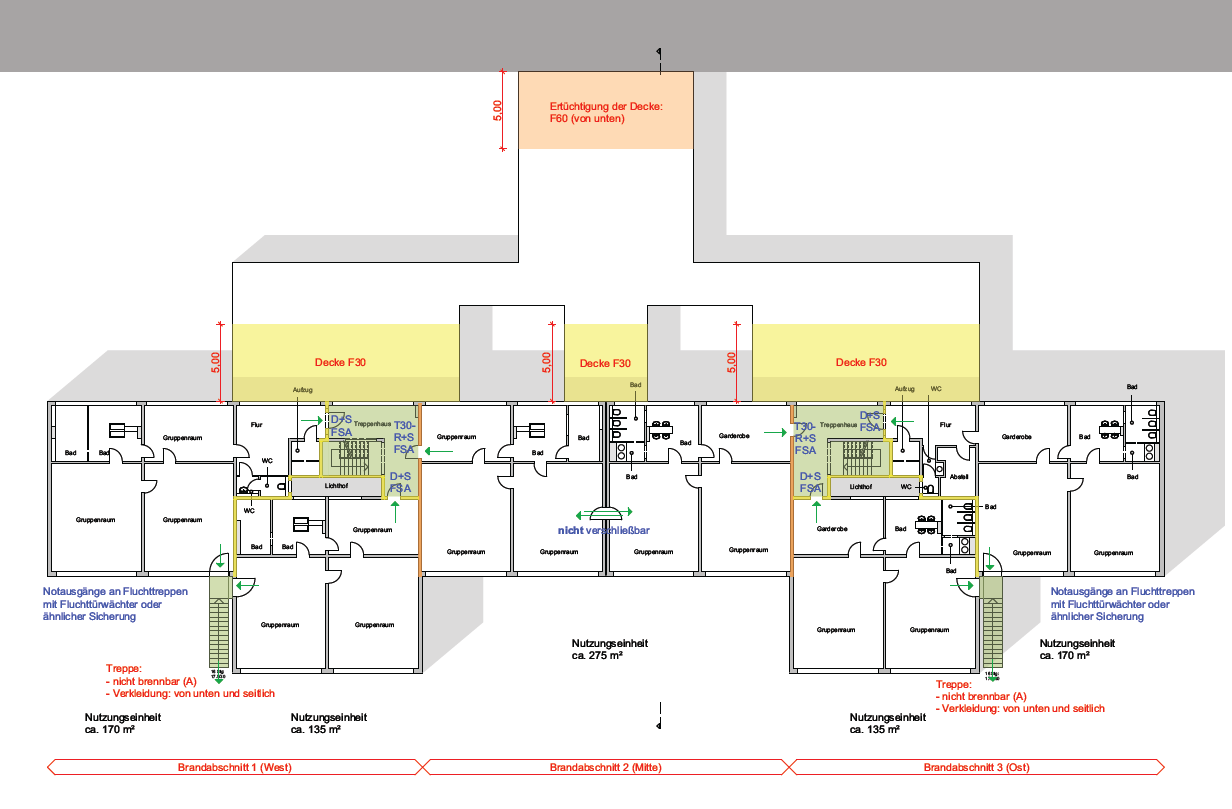 5,00
Ertüchtigung der Decke:
F60 (von unten)
5,00
Decke F30
5,00
Decke F30
5,00
Decke F30
Aufzug
Bad
Aufzug
WC
Bad
Gruppenraum
Bad
Bad
Flur
D+S
FSA
Treppenhaus
T30-
R+S
FSA
Gruppenraum
Bad
Bad
Bad
Garderobe
T30-
R+S
FSA
Treppenhaus
D+S
FSA
Flur
Garderobe
Bad
WC
D+S
FSA
Bad
D+S
FSA
Abstell
Bad
Lichthof
Lichthof
WC
Gruppenraum
Gruppenraum
WC
Bad
Bad
Gruppenraum
nicht verschließbar
Garderobe
Bad
Bad
Gruppenraum
Gruppenraum
Gruppenraum
Gruppenraum
Gruppenraum
Gruppenraum
Bad
Notausgänge an Fluchttreppen
mit Fluchttürwächter oder
ähnlicher Sicherung
Notausgänge an Fluchttreppen
mit Fluchttürwächter oder
ähnlicher Sicherung
Gruppenraum
Gruppenraum
Gruppenraum
Gruppenraum
Nutzungseinheit
ca. 275 m²
Nutzungseinheit
ca. 170 m²
Treppe:
- nicht brennbar (A)
- Verkleidung: von unten und seitlich
Treppe:
- nicht brennbar (A)
- Verkleidung: von unten und seitlich
Nutzungseinheit
ca. 170 m²
Nutzungseinheit
ca. 135 m²
Nutzungseinheit
ca. 135 m²
Brandabschnitt 1 (West)
Brandabschnitt 2 (Mitte)
Brandabschnitt 3 (Ost)